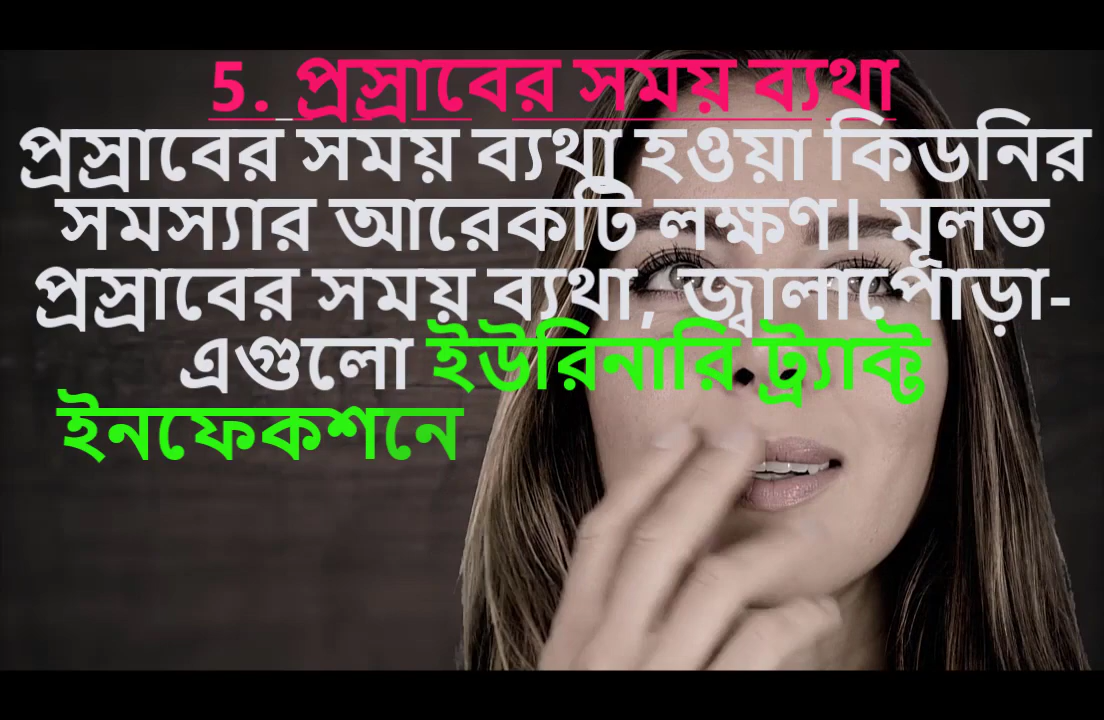 5. প্রস্রাবের সময় ব্যথা
প্রস্রাবের সময় ব্যথা হওয়া কিডনির
সমস্যার আরেকটি লক্ষণ। মূলত
প্রস্রাবের সময় ব্যথা, জ্বালাপোড়া-
এগুলো ইউরিনারি ট্র্যাক্ট
ইনফেকশনে